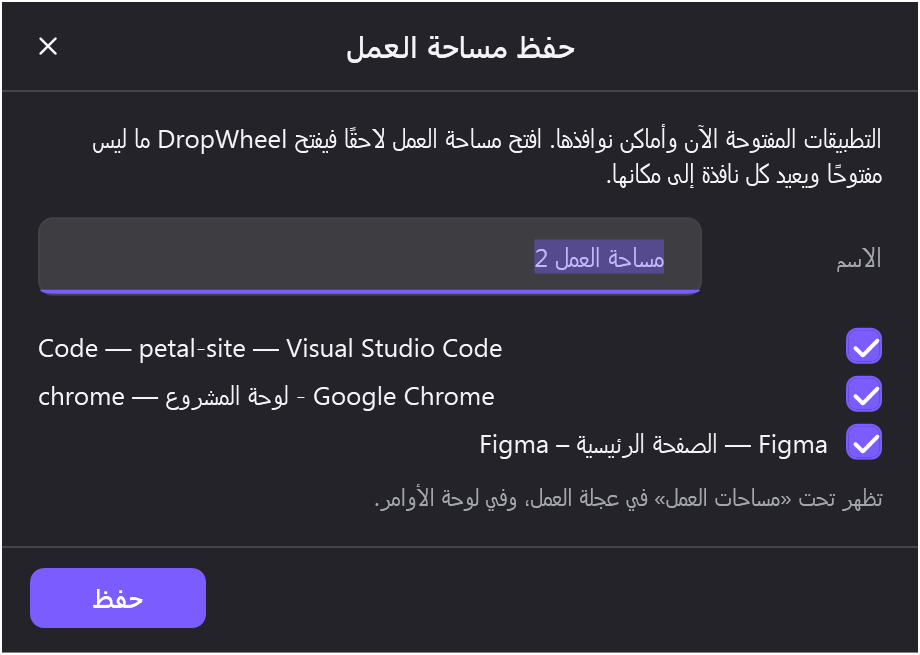 حفظ مساحة العمل
التطبيقات المفتوحة الآن وأماكن نوافذها. افتح مساحة العمل لاحقًا فيفتح DropWheel ما ليس
مفتوحًا ويعيد كل نافذة إلى مكانها.
الاسم
مساحة العمل 2
Code — petal-site — Visual Studio Code
chrome — لوحة المشروع - Google Chrome
Figma — الصفحة الرئيسية – Figma
تظهر تحت «مساحات العمل» في عجلة العمل، وفي لوحة الأوامر.
حفظ